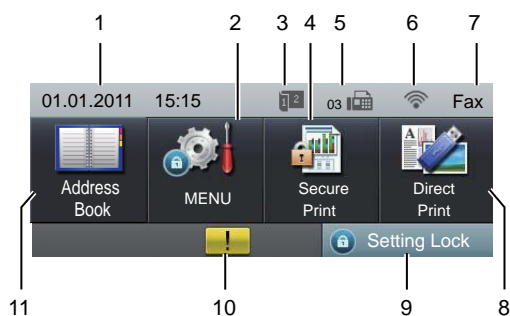 1 2 3 4 5 6 7
01.01.2011 15:15 1 2 03 Fax
Address Book
MENU
Secure Print
Direct Print
! Setting Lock
11 10 9 8